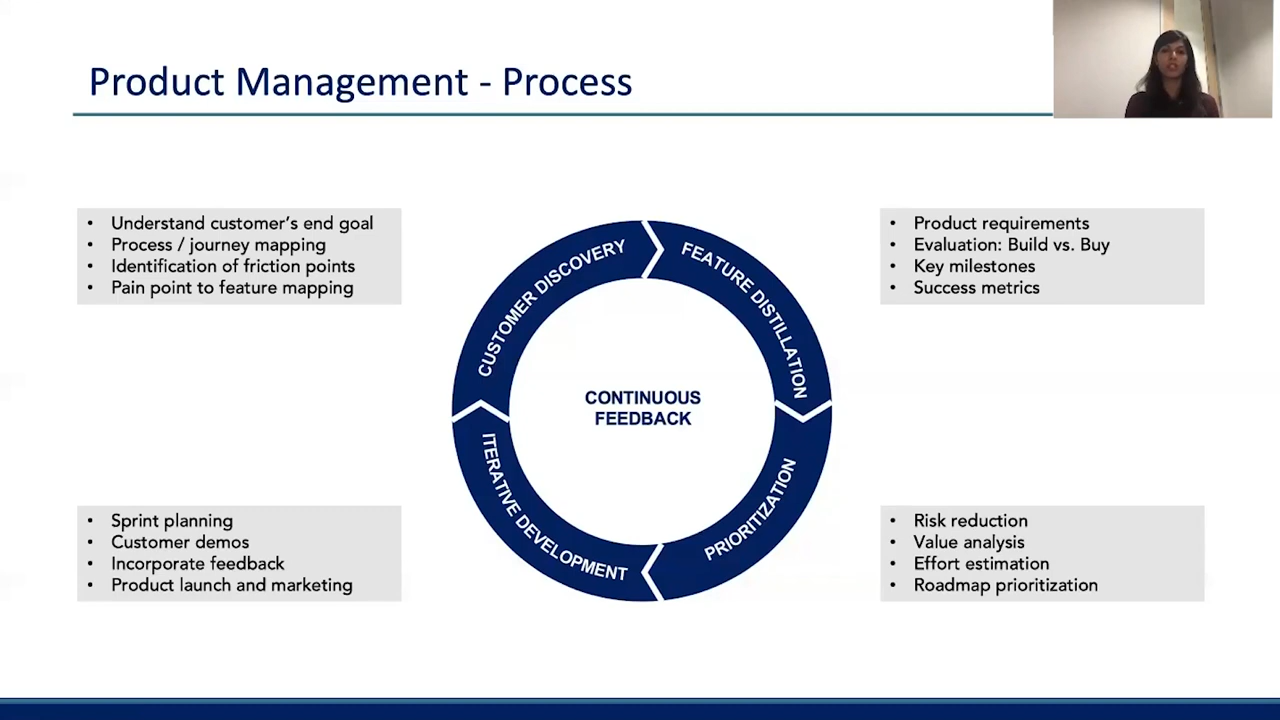 Product Management - Process
• Understand customer's end goal
• Process / journey mapping
• Identification of friction points
• Pain point to feature mapping
• Product requirements
• Evaluation: Build vs. Buy
• Key milestones
• Success metrics
CUSTOMER DISCOVERY
FEATURE DISTILLATION
CONTINUOUS
FEEDBACK
ITERATIVE DEVELOPMENT
PRIORITIZATION
• Sprint planning
• Customer demos
• Incorporate feedback
• Product launch and marketing
• Risk reduction
• Value analysis
• Effort estimation
• Roadmap prioritization